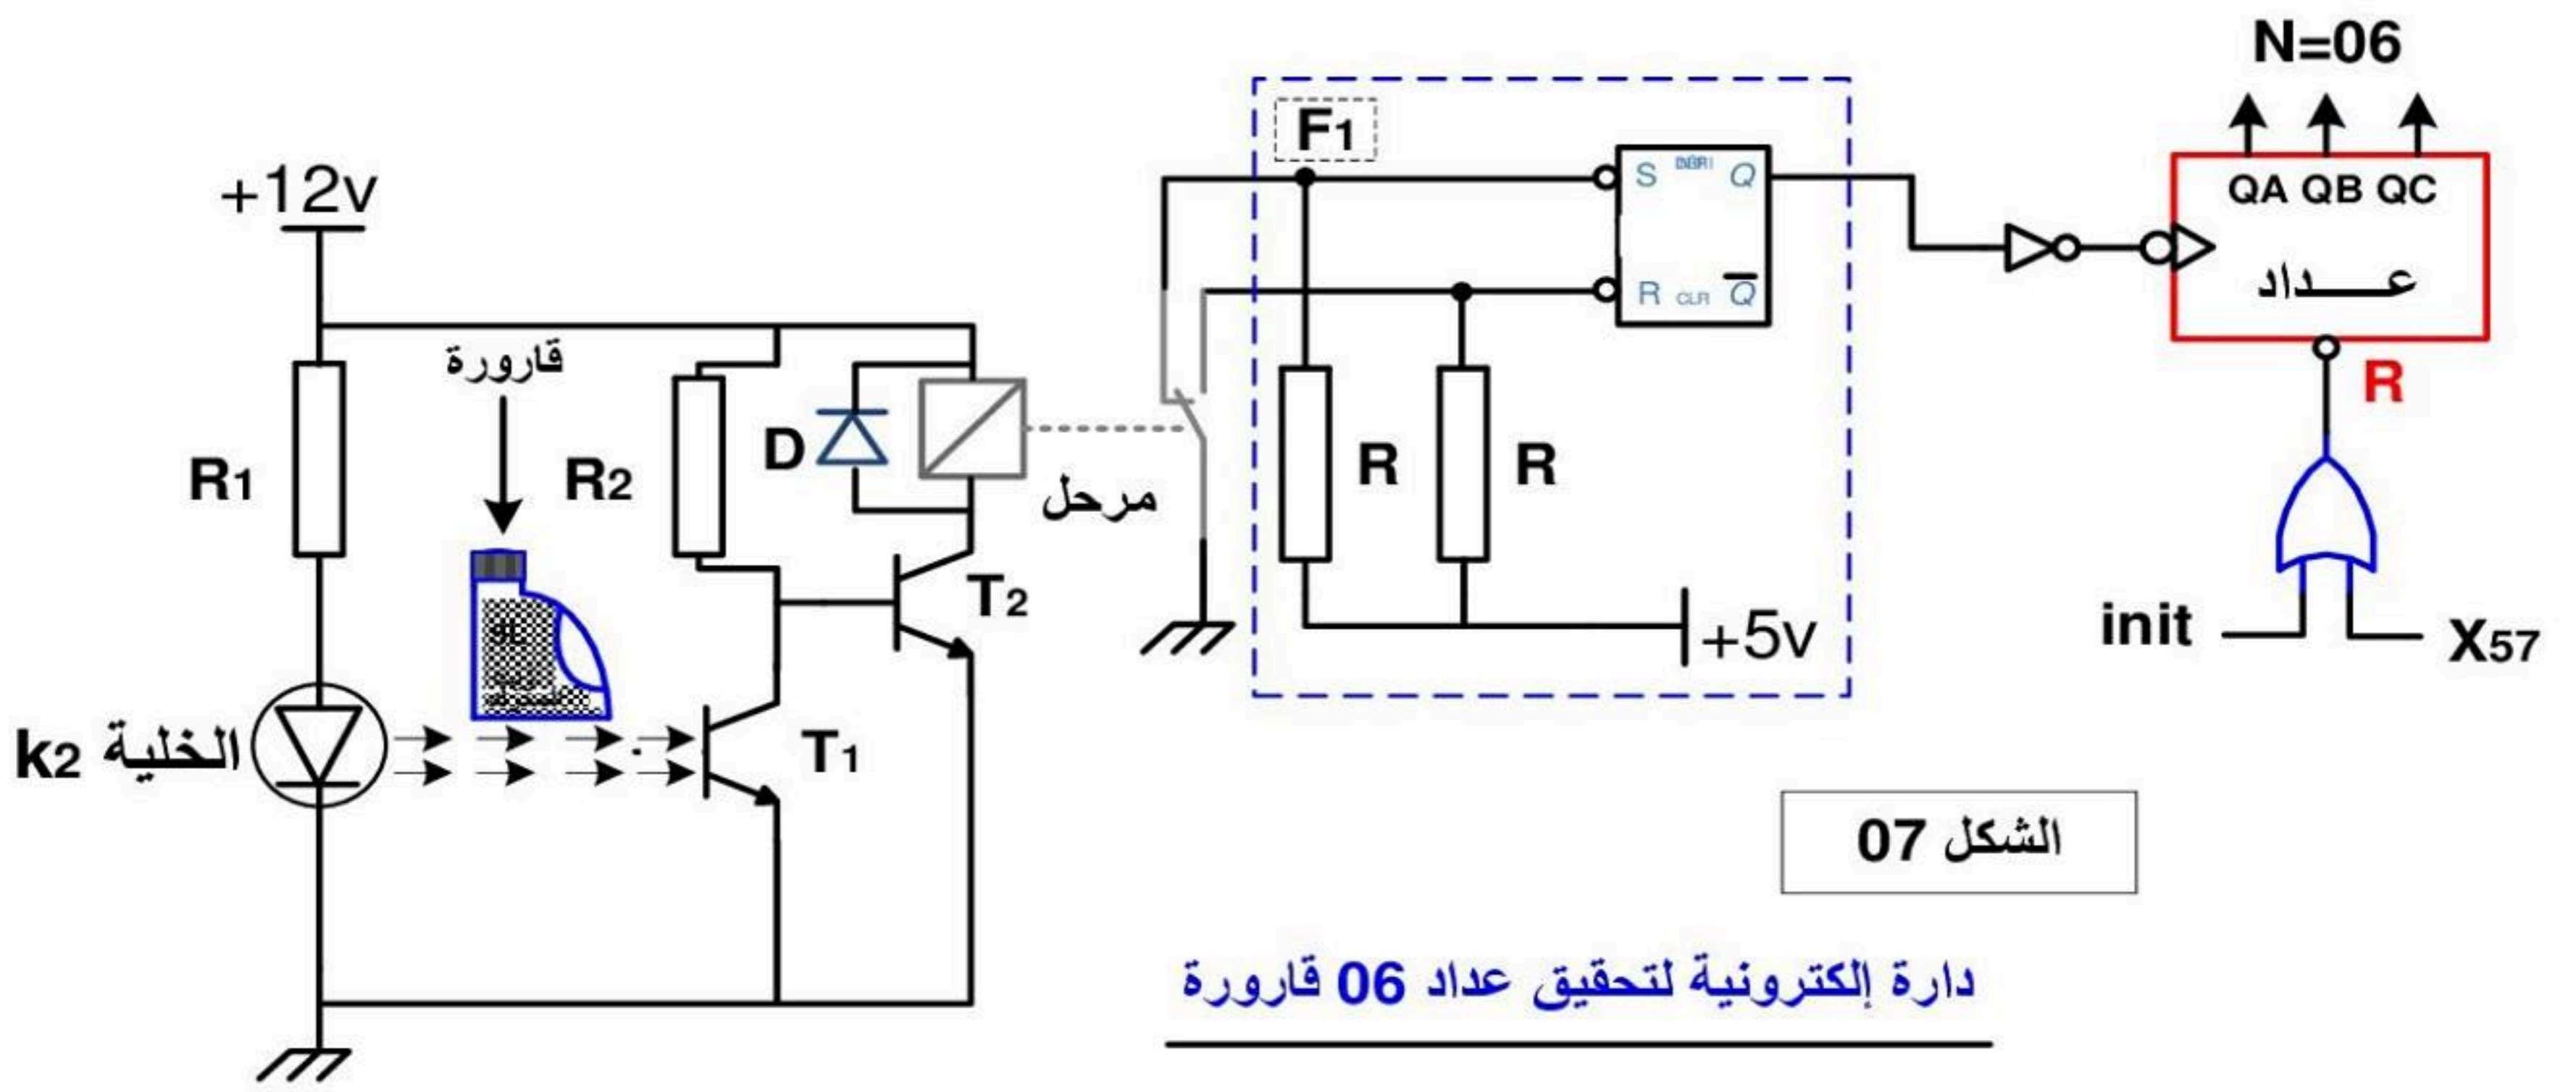 N=06
F1
+12v
S
Q
QA QB QC
عــــداد
R CLR Q
قارورة
R
R1
R2
D
مرحل
R
R
T2
+5v
init
X57
k2 الخلية
T1
الشكل 07
دارة إلكترونية لتحقيق عداد 06 قارورة